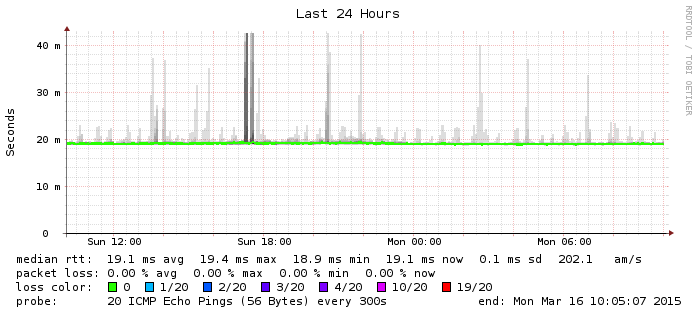 Last 24 Hours
RRDTOOL / TOBI OETIKER
Seconds
40 m
30 m
20 m
10 m
0
Sun 12:00 Sun 18:00 Mon 00:00 Mon 06:00
median rtt: 19.1 ms avg 19.4 ms max 18.9 ms min 19.1 ms now 0.1 ms sd 202.1 am/s
packet loss: 0.00 % avg 0.00 % max 0.00 % min 0.00 % now
loss color: 0 1/20 2/20 3/20 4/20 10/20 19/20
probe: 20 ICMP Echo Pings (56 Bytes) every 300s end: Mon Mar 16 10:05:07 2015